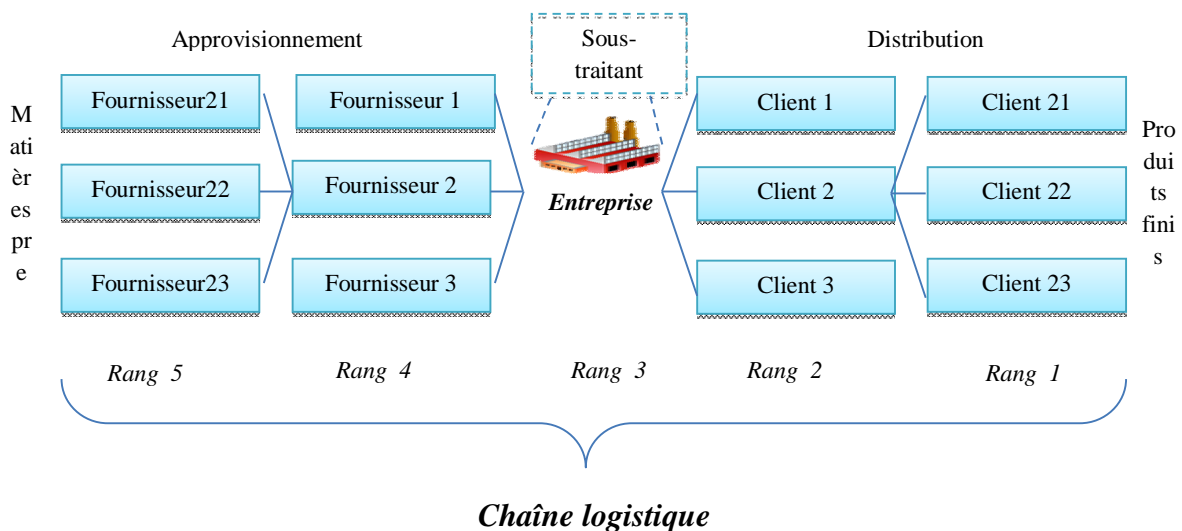 Approvisionnement
Sous-
traitant
Distribution
M
ati
èr
es
pr
e
Fournisseur21
Fournisseur 1
Client 1
Client 21
Pro
dui
ts
fini
s
Fournisseur22
Fournisseur 2
Entreprise
Client 2
Client 22
Fournisseur23
Fournisseur 3
Client 3
Client 23
Rang 5
Rang 4
Rang 3
Rang 2
Rang 1
Chaîne logistique